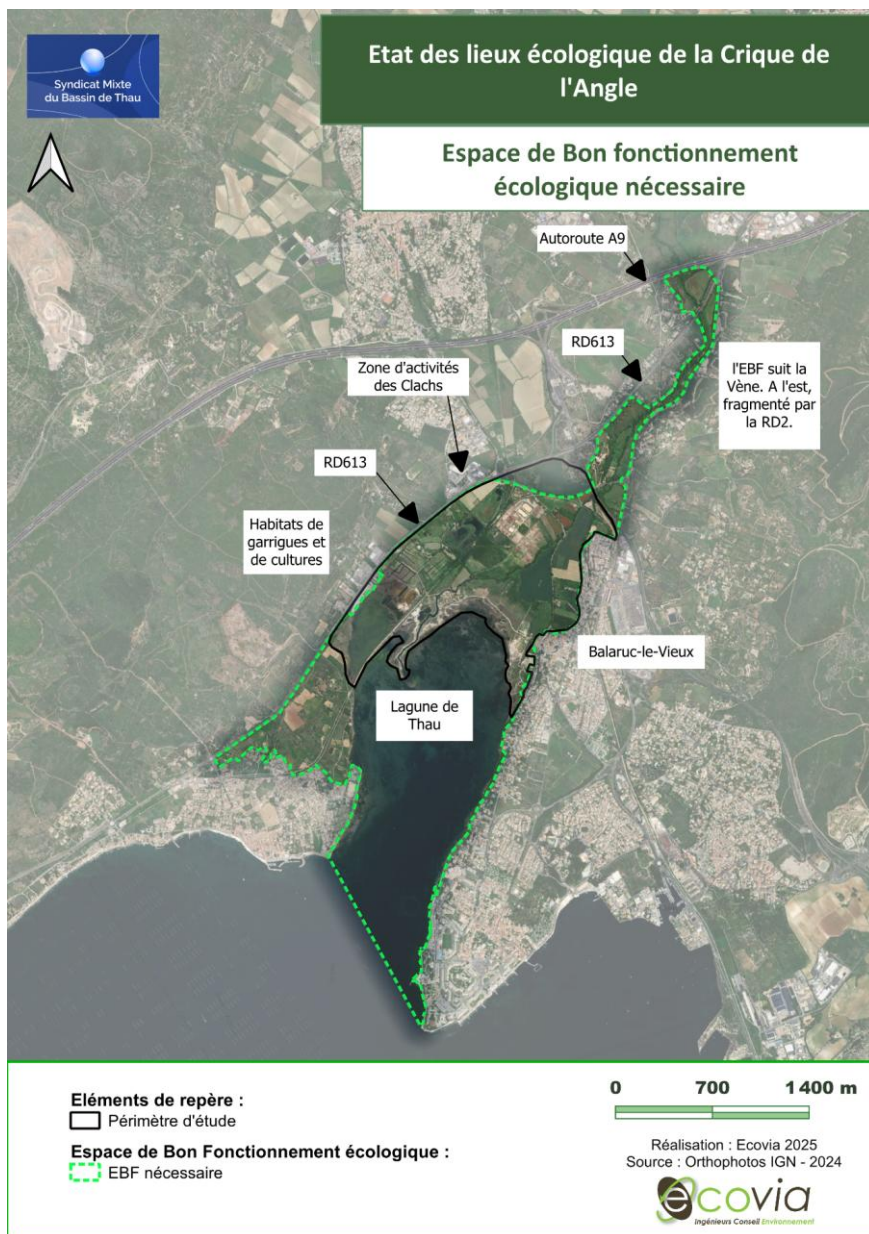 Syndicat Mixte
du Bassin de Thau
Etat des lieux écologique de la Crique de
l'Angle
Espace de Bon fonctionnement
écologique nécessaire
Autoroute A9
RD613
Zone d'activités
des Clachs
l'EBF suit la
Vène. A l'est,
fragmenté par
la RD2.
RD613
Habitats de
garrigues et
de cultures
Balaruc-le-Vieux
Lagune de
Thau
Eléments de repère :
Périmètre d'étude
Espace de Bon Fonctionnement écologique :
EBF nécessaire
0 700 1 400 m
Réalisation : Ecovia 2025
Source : Orthophotos IGN - 2024
ecovia
Ingénieurs Conseil Environnement